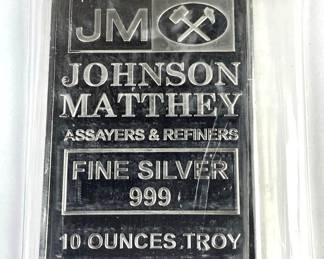 JM
JOHNSON
MATTHEY
ASSAYERS & REFINERS
FINE SILVER
999
10 OUNCES TROY